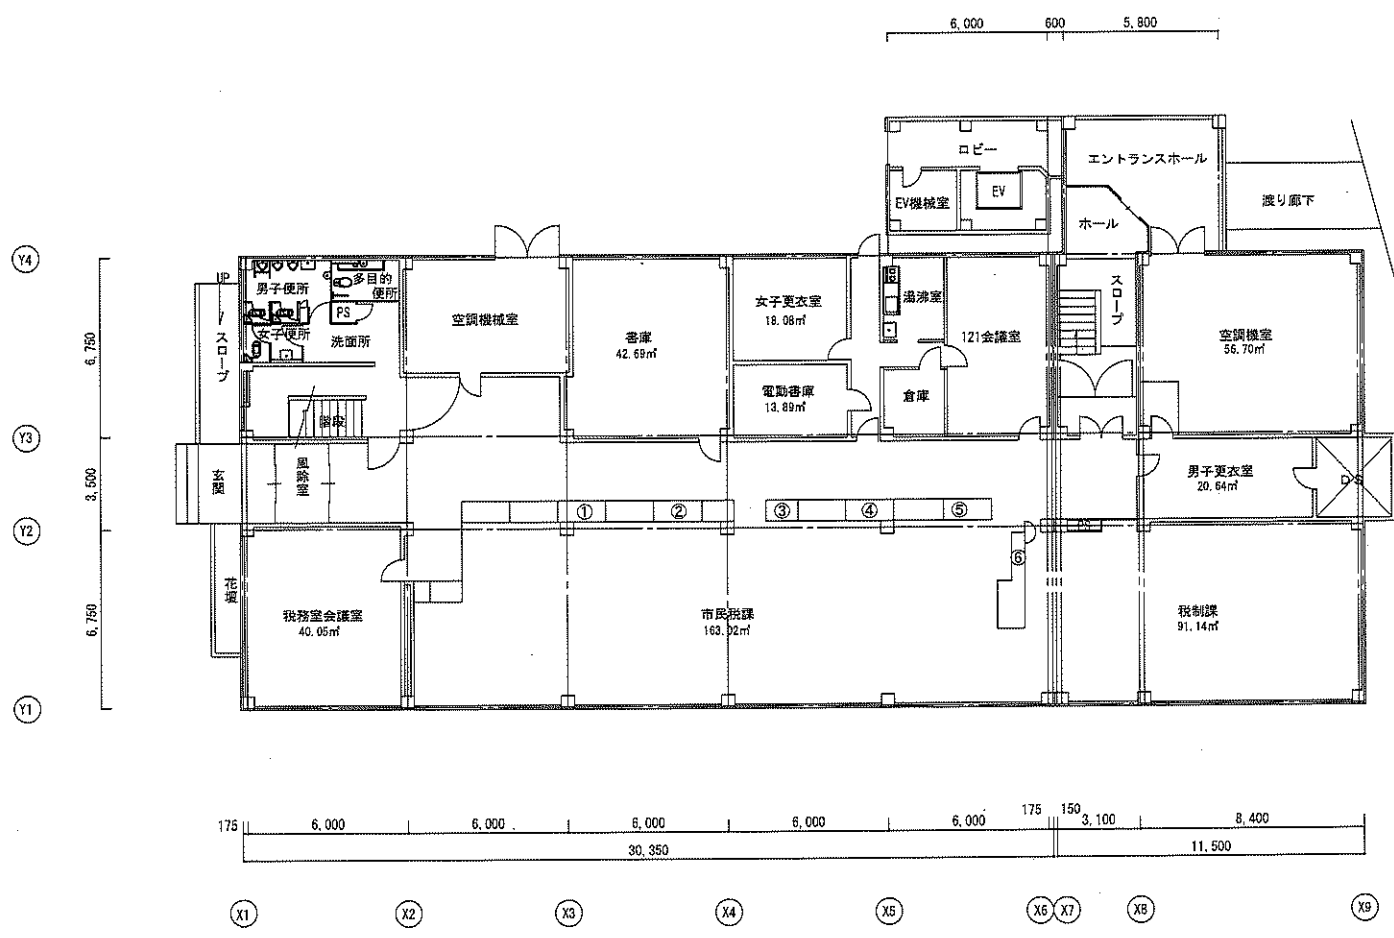 6,000 600 5,800
ロビー
エントランスホール
EV機械室
EV
ホール
渡り廊下
Y4
UP
男子便所
多目的
便所
PS
女子便所
洗面所
スロープ
空調機械室
書庫
42.69㎡
女子更衣室
18.08㎡
湯沸室
121会議室
スロープ
空調機室
56.70㎡
6,750
電動書庫
13.89㎡
倉庫
階段
Y3
3,500
玄関
風除室
男子更衣室
20.64㎡
DS
① ② ③ ④ ⑤
Y2
⑥
6,750
花壇
税務室会議室
40.05㎡
市民税課
163.02㎡
税制課
91.14㎡
Y1
175 6,000 6,000 6,000 6,000 6,000 175 150 3,100 8,400
30,350 11,500
X1 X2 X3 X4 X5 X6 X7 X8 X9